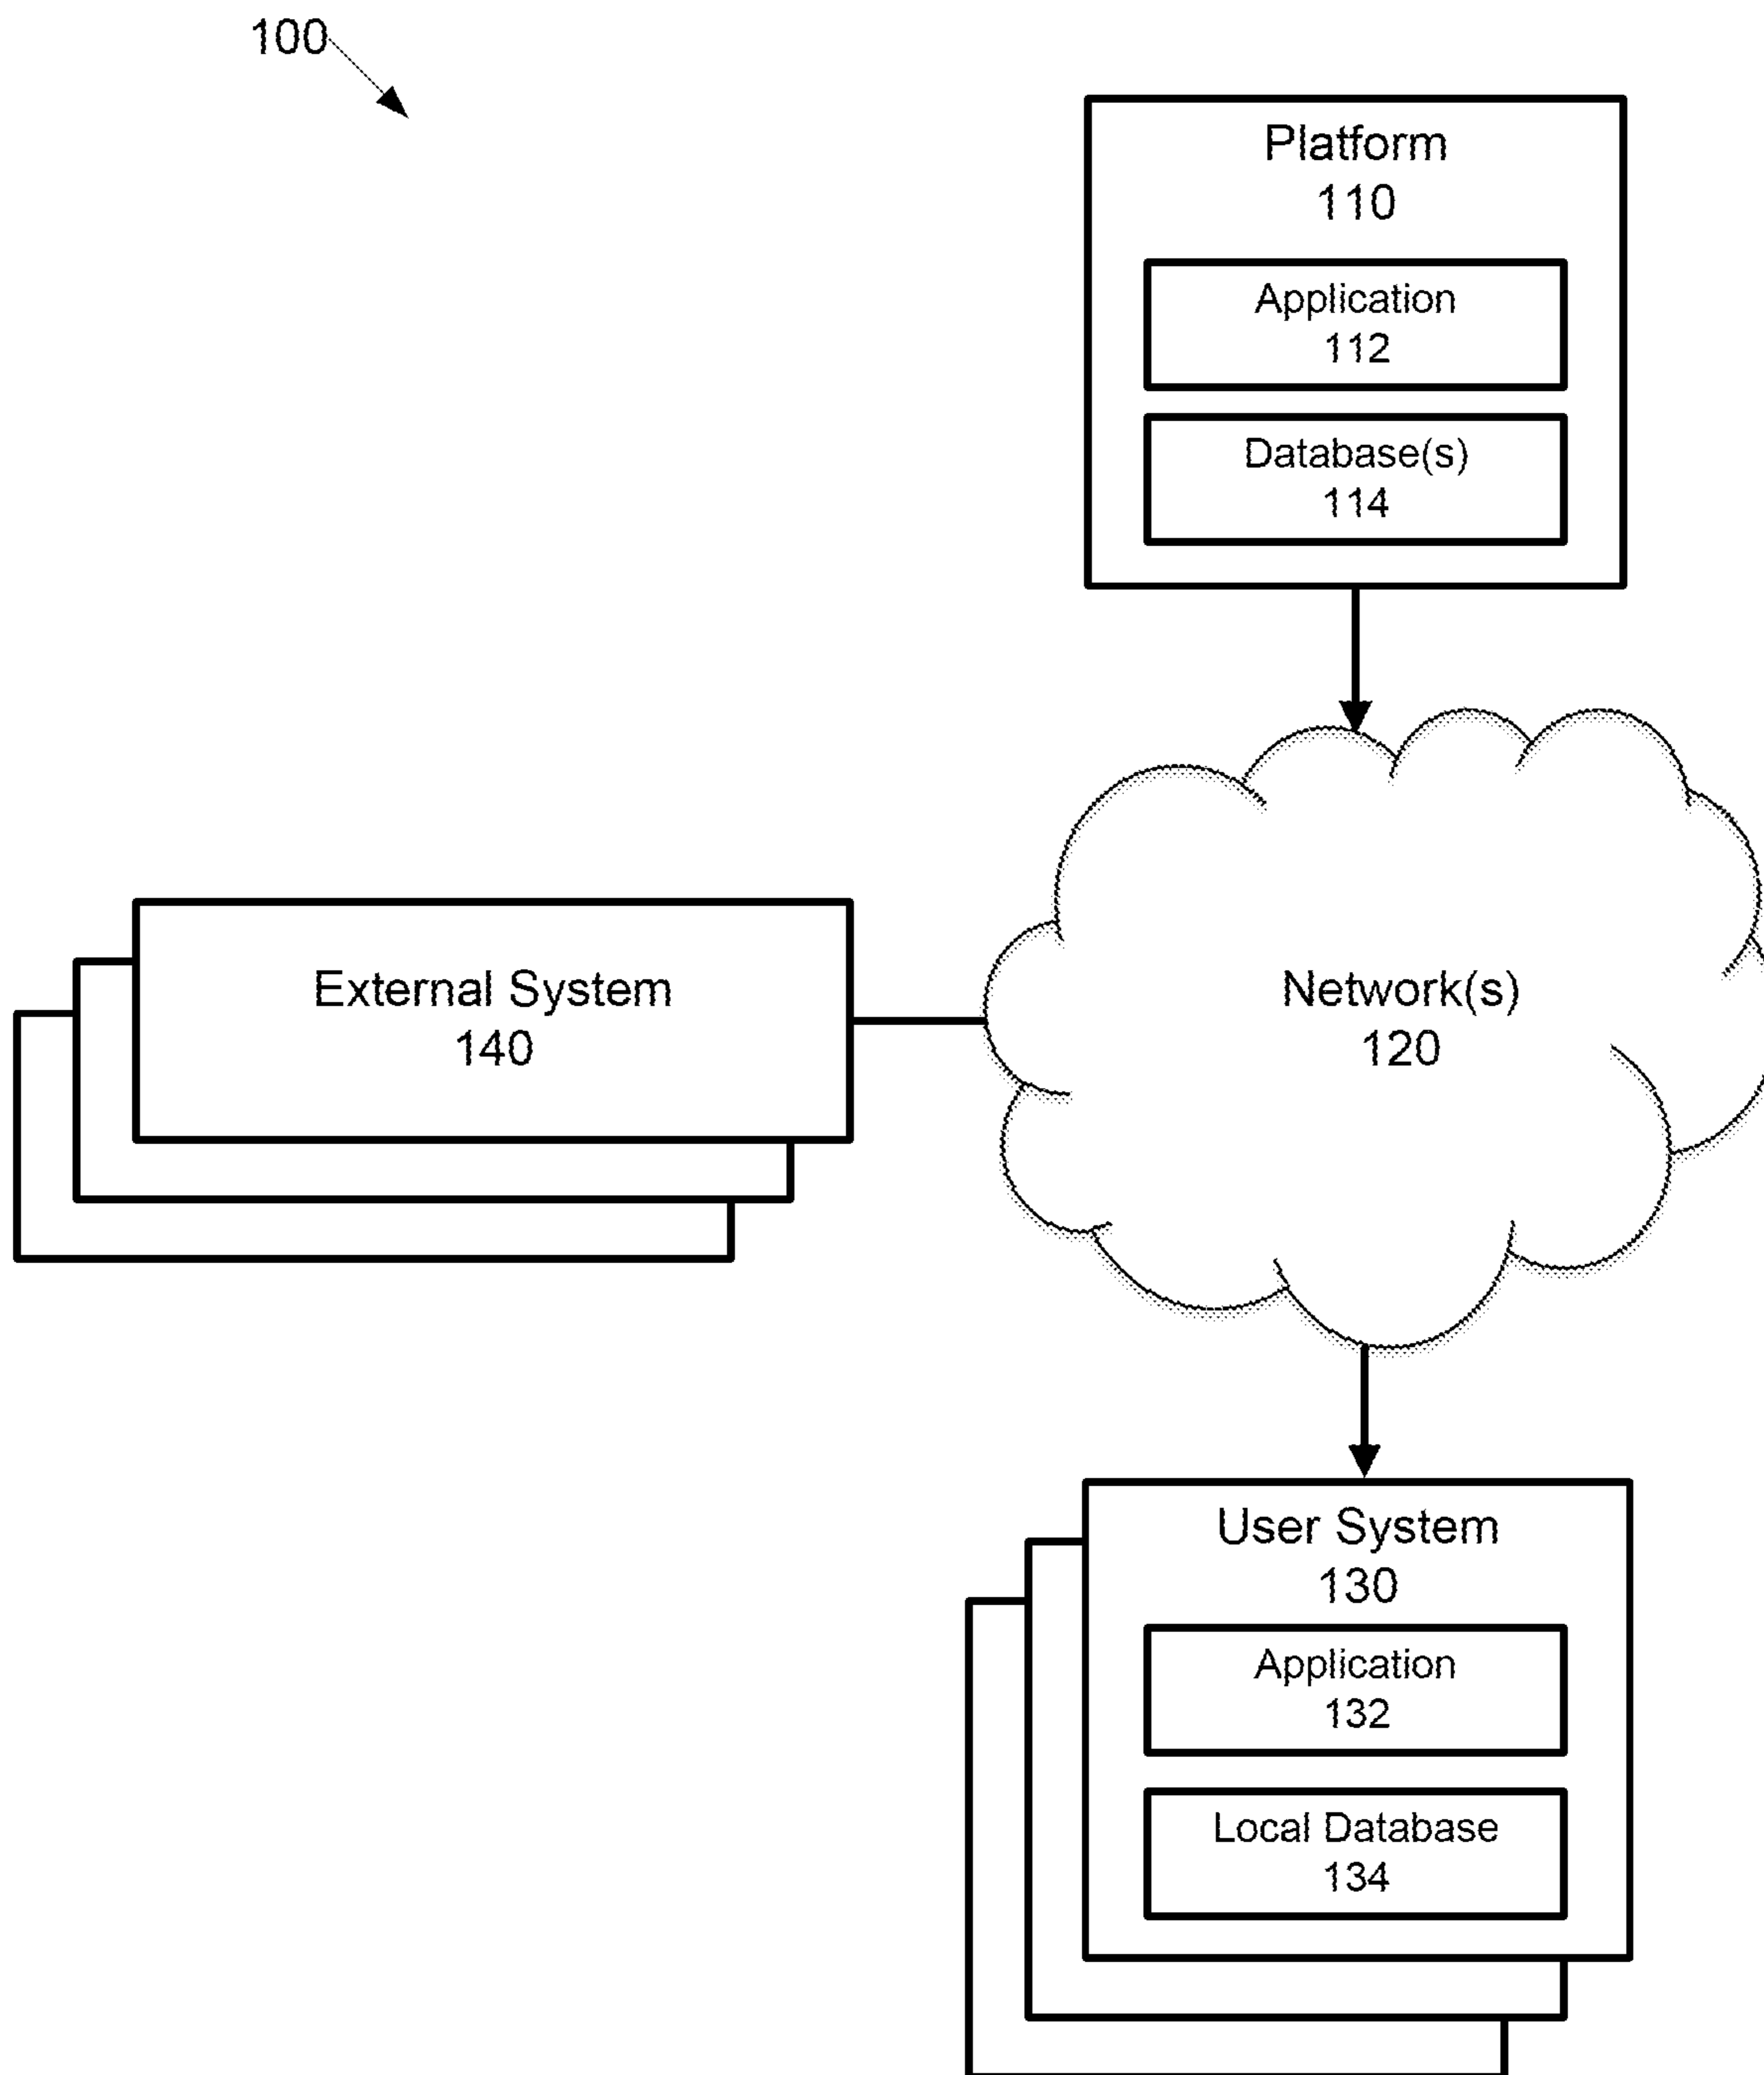 100
Platform
110
Application
112
Database(s)
114
External System
140
Network(s)
120
User System
130
Application
132
Local Database
134